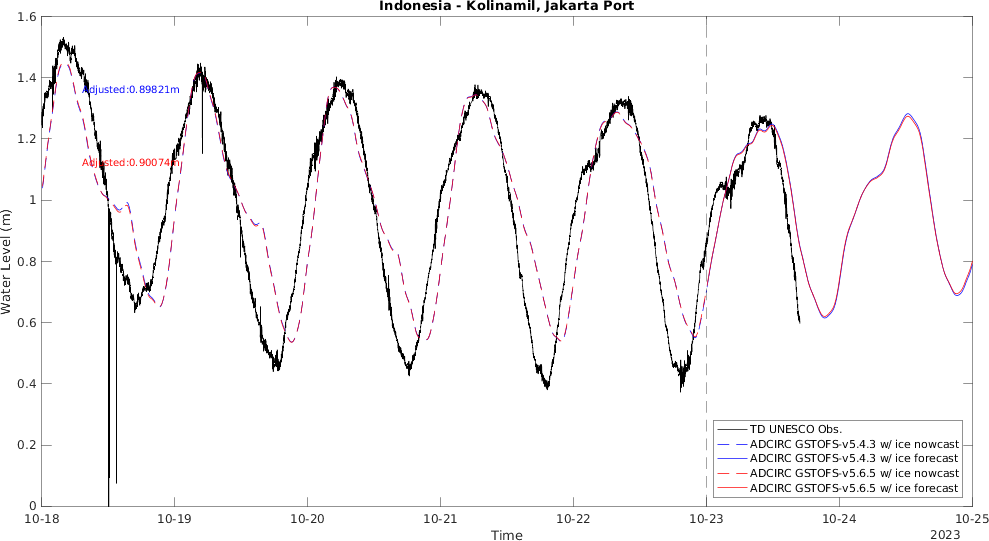 Indonesia - Kolinamil, Jakarta Port
1.6
1.4
1.2
1
0.8
0.6
0.4
0.2
0
Water Level (m)
Adjusted:0.89821m
Adjusted:0.90074m
TD UNESCO Obs.
ADCIRC GSTOFS-v5.4.3 w/ ice nowcast
ADCIRC GSTOFS-v5.4.3 w/ ice forecast
ADCIRC GSTOFS-v5.6.5 w/ ice nowcast
ADCIRC GSTOFS-v5.6.5 w/ ice forecast
10-18 10-19 10-20 10-21 10-22 10-23 10-24 10-25
Time
2023